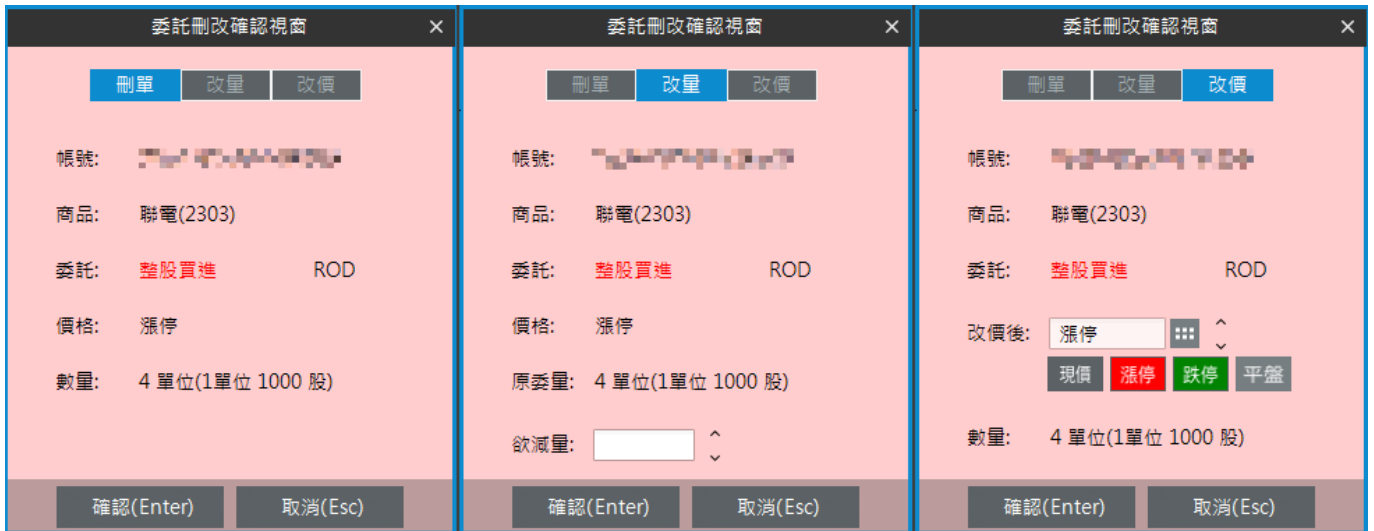 委託刪改確認視窗 ×
刪單 改量 改價
帳號:
商品: 聯電(2303)
委託: 整股買進 ROD
價格: 漲停
數量: 4 單位(1單位 1000 股)
確認(Enter) 取消(Esc)
委託刪改確認視窗 ×
刪單 改量 改價
帳號:
商品: 聯電(2303)
委託: 整股買進 ROD
價格: 漲停
原委量: 4 單位(1單位 1000 股)
欲減量:
確認(Enter) 取消(Esc)
委託刪改確認視窗 ×
刪單 改量 改價
帳號:
商品: 聯電(2303)
委託: 整股買進 ROD
改價後: 漲停
現價 漲停 跌停 平盤
數量: 4 單位(1單位 1000 股)
確認(Enter) 取消(Esc)